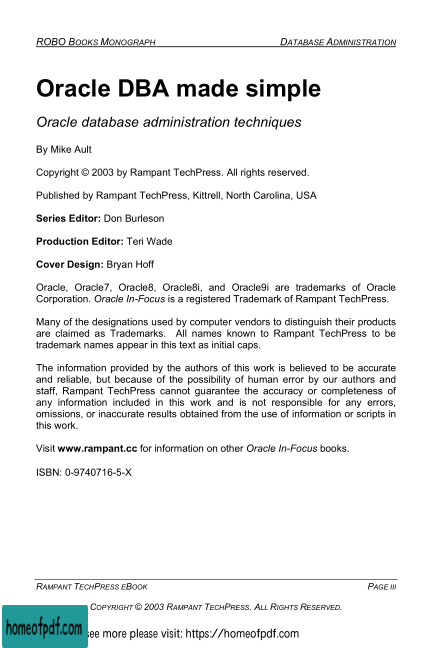 ROBO BOOKS MONOGRAPH DATABASE ADMINISTRATION
Oracle DBA made simple
Oracle database administration techniques
By Mike Ault
Copyright © 2003 by Rampant TechPress. All rights reserved.
Published by Rampant TechPress, Kittrell, North Carolina, USA
Series Editor: Don Burleson
Production Editor: Teri Wade
Cover Design: Bryan Hoff
Oracle, Oracle7, Oracle8, Oracle8i, and Oracle9i are trademarks of Oracle
Corporation. Oracle In-Focus is a registered Trademark of Rampant TechPress.
Many of the designations used by computer vendors to distinguish their products
are claimed as Trademarks. All names known to Rampant TechPress to be
trademark names appear in this text as initial caps.
The information provided by the authors of this work is believed to be accurate
and reliable, but because of the possibility of human error by our authors and
staff, Rampant TechPress cannot guarantee the accuracy or completeness of
any information included in this work and is not responsible for any errors,
omissions, or inaccurate results obtained from the use of information or scripts in
this work.
Visit www.rampant.cc for information on other Oracle In-Focus books.
ISBN: 0-9740716-5-X
RAMPANT TECHPRESS EBOOK PAGE III
COPYRIGHT © 2003 RAMPANT TECHPRESS. ALL RIGHTS RESERVED.
homeofpdf.com
see more please visit: https://homeofpdf.com